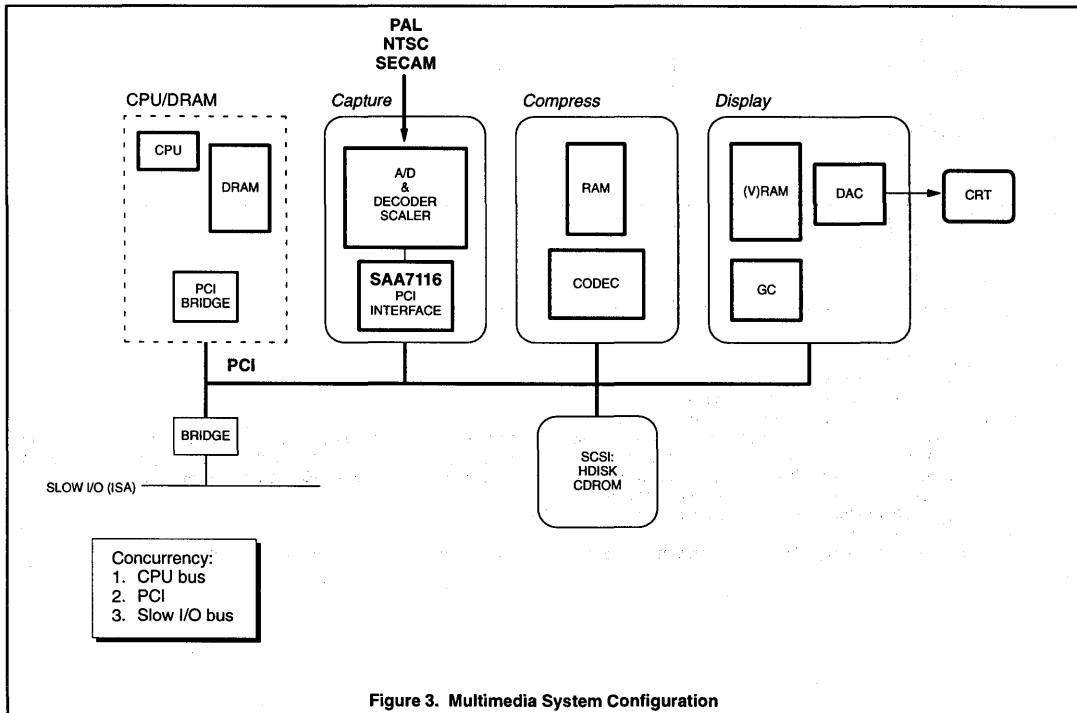 PAL
NTSC
SECAM
CPU/DRAM
CPU
DRAM
PCI
BRIDGE
Capture
A/D
&
DECODER
SCALER
SAA7116
PCI
INTERFACE
Compress
RAM
CODEC
Display
(V)RAM
DAC
GC
CRT
PCI
BRIDGE
SLOW I/O (ISA)
SCSI:
HDISK
CDROM
Concurrency:
1. CPU bus
2. PCI
3. Slow I/O bus
Figure 3. Multimedia System Configuration